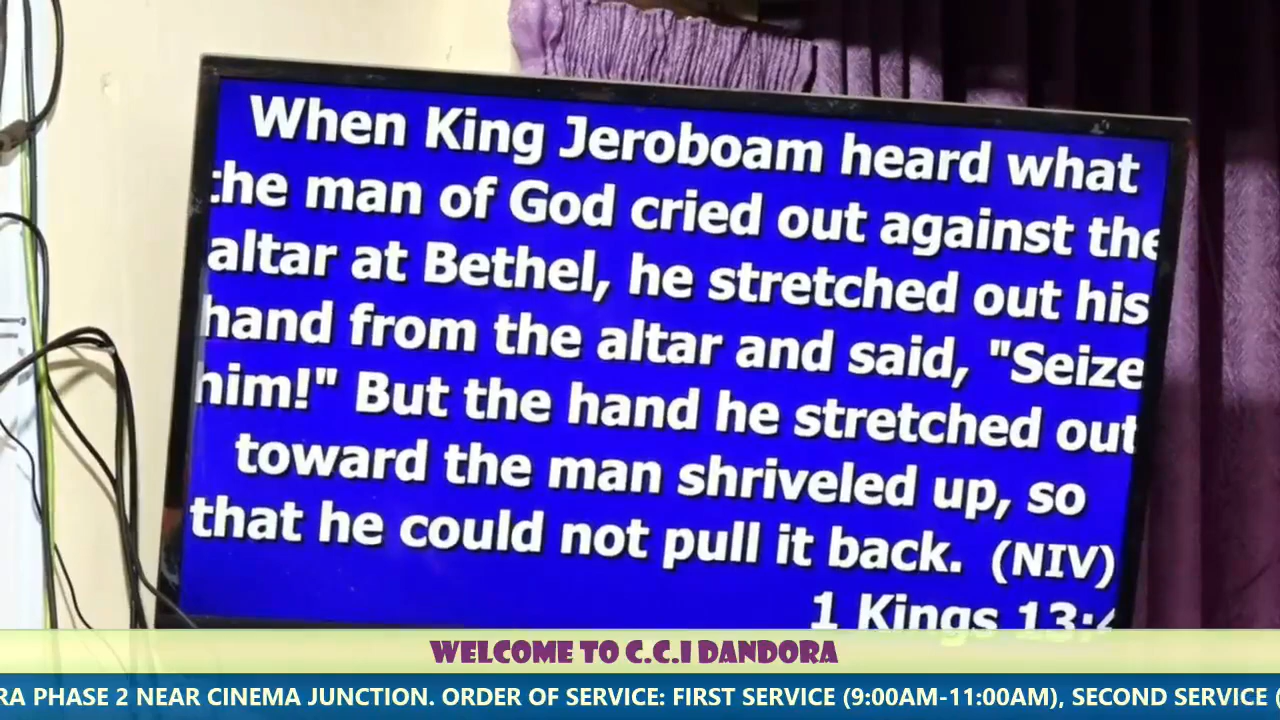 When King Jeroboam heard what
the man of God cried out against the
altar at Bethel, he stretched out his
hand from the altar and said, "Seize
him!" But the hand he stretched out
toward the man shriveled up, so
that he could not pull it back. (NIV)
1 Kings 13:4
WELCOME TO C.C.I DANDORA
RA PHASE 2 NEAR CINEMA JUNCTION. ORDER OF SERVICE: FIRST SERVICE (9:00AM-11:00AM), SECOND SERVICE (